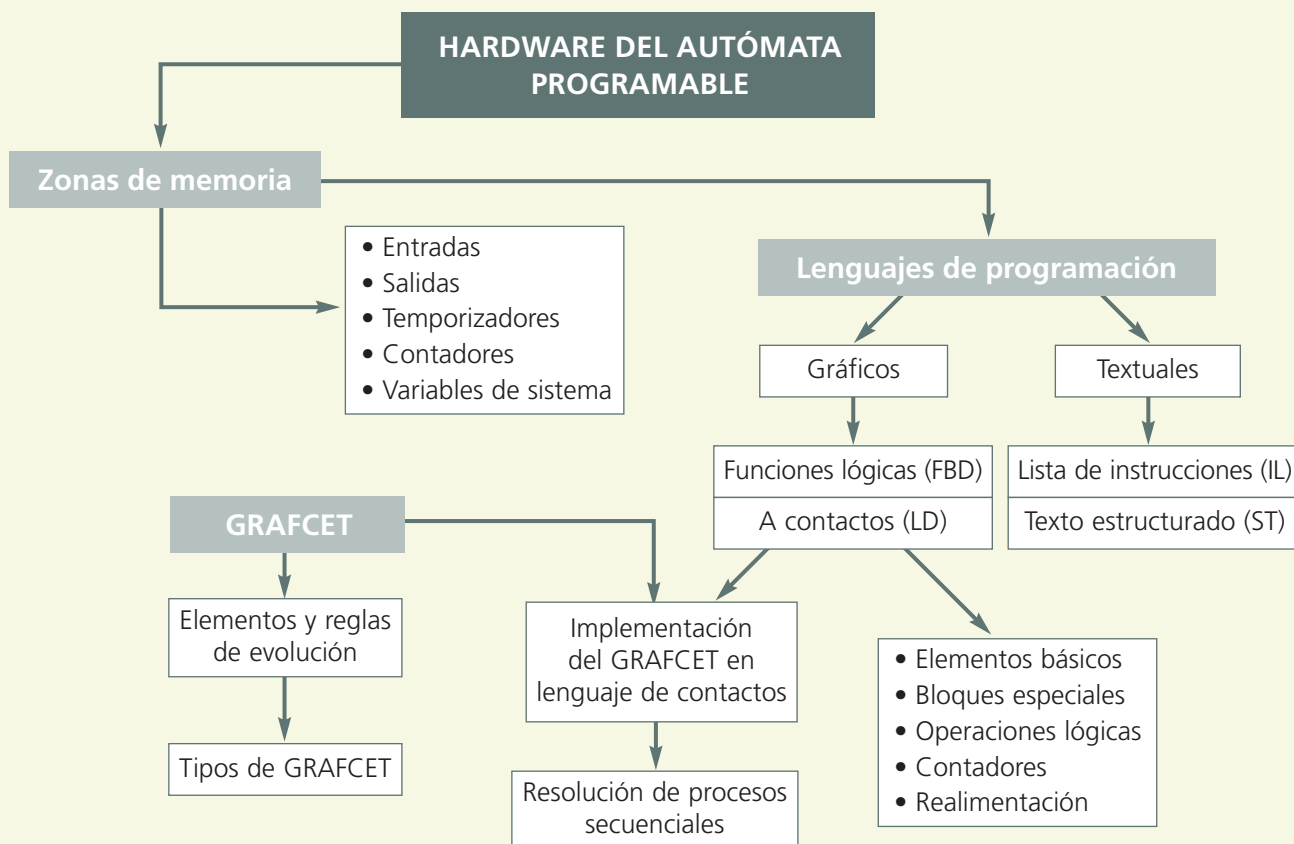 HARDWARE DEL AUTÓMATA
PROGRAMABLE
Zonas de memoria
• Entradas
• Salidas
• Temporizadores
• Contadores
• Variables de sistema
Lenguajes de programación
Gráficos
Textuales
Funciones lógicas (FBD)
A contactos (LD)
Lista de instrucciones (IL)
Texto estructurado (ST)
GRAFCET
Elementos y reglas
de evolución
Tipos de GRAFCET
Implementación
del GRAFCET en
lenguaje de contactos
Resolución de procesos
secuenciales
• Elementos básicos
• Bloques especiales
• Operaciones lógicas
• Contadores
• Realimentación